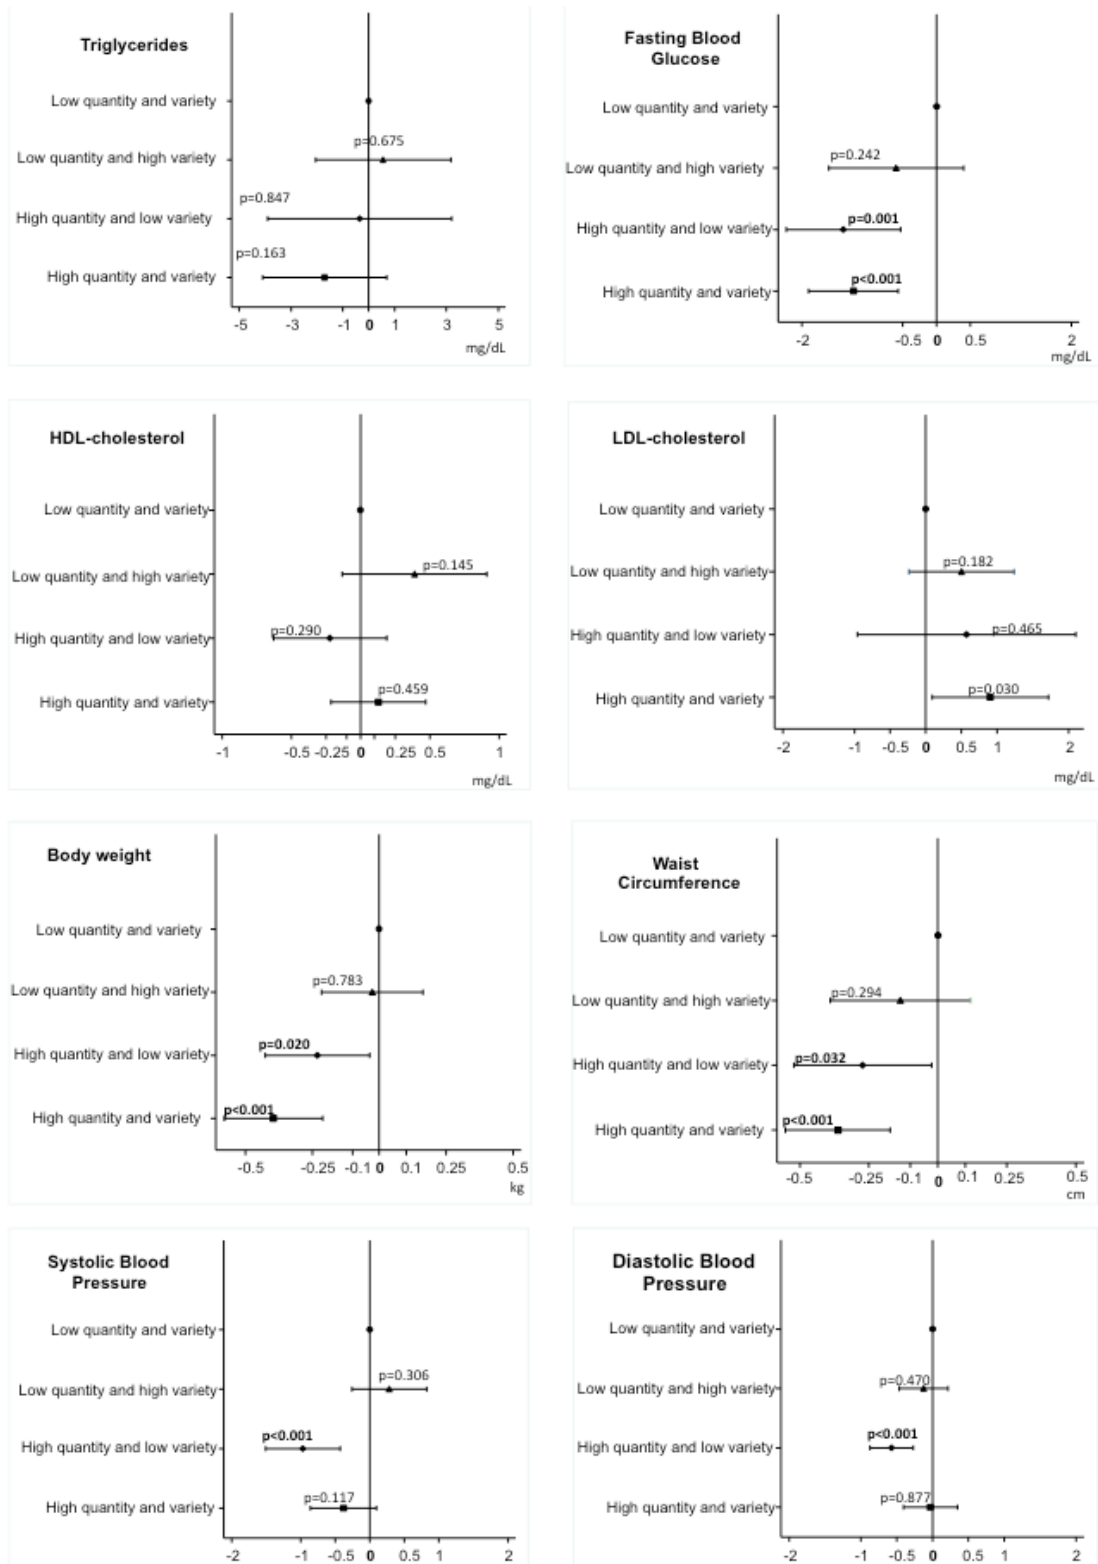 Triglycerides
Low quantity and variety
p=0.675
Low quantity and high variety
p=0.847
High quantity and low variety
p=0.163
High quantity and variety
-5 -3 -1 0 1 3 5
mg/dL
Fasting Blood
Glucose
Low quantity and variety
p=0.242
Low quantity and high variety
p=0.001
High quantity and low variety
p<0.001
High quantity and variety
-2 -0.5 0 0.5 2
mg/dL
HDL-cholesterol
Low quantity and variety
p=0.145
Low quantity and high variety
p=0.290
High quantity and low variety
p=0.459
High quantity and variety
-1 -0.5 -0.25 0 0.25 0.5 1
mg/dL
LDL-cholesterol
Low quantity and variety
p=0.182
Low quantity and high variety
p=0.465
High quantity and low variety
p=0.030
High quantity and variety
-2 -1 -0.5 0 0.5 1 2
mg/dL
Body weight
Low quantity and variety
p=0.783
Low quantity and high variety
p=0.020
High quantity and low variety
p<0.001
High quantity and variety
-0.5 -0.25 -0.1 0 0.1 0.25 0.5
kg
Waist
Circumference
Low quantity and variety
p=0.294
Low quantity and high variety
p=0.032
High quantity and low variety
p<0.001
High quantity and variety
-0.5 -0.25 -0.1 0 0.1 0.25 0.5
cm
Systolic Blood
Pressure
Low quantity and variety
p=0.306
Low quantity and high variety
p<0.001
High quantity and low variety
p=0.117
High quantity and variety
-2 -1 -0.5 0 0.5 1 2
Diastolic Blood
Pressure
Low quantity and variety
p=0.470
Low quantity and high variety
p<0.001
High quantity and low variety
p=0.877
High quantity and variety
-2 -1 -0.5 0 0.5 1 2